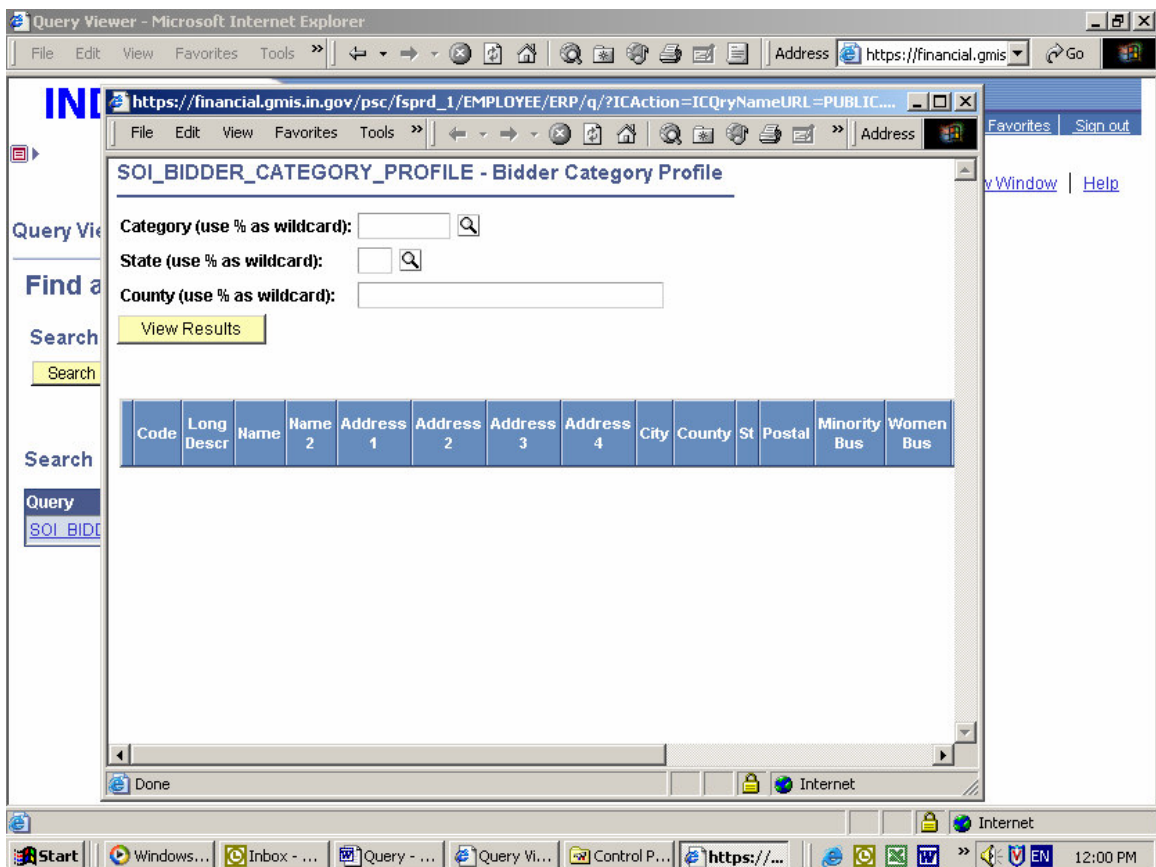 Query Viewer - Microsoft Internet Explorer
File Edit View Favorites Tools » Address https://financial.gmis Go
https://financial.gmis.in.gov/psc/fsprd_1/EMPLOYEE/ERP/q/?ICAction=ICQryNameURL=PUBLIC....
File Edit View Favorites Tools » » Address
Favorites Sign out
SOI_BIDDER_CATEGORY_PROFILE - Bidder Category Profile
Window | Help
Category (use % as wildcard):
Query Vie
State (use % as wildcard):
Find a
County (use % as wildcard):
View Results
Search
Search
Code Long Descr Name Name 2 Address 1 Address 2 Address 3 Address 4 City County St Postal Minority Bus Women Bus
Search
Query
SOI_BIDD
Done Internet
Internet
Start Windows... Inbox - ... Query - ... Query Vi... Control P... https://... » EN 12:00 PM